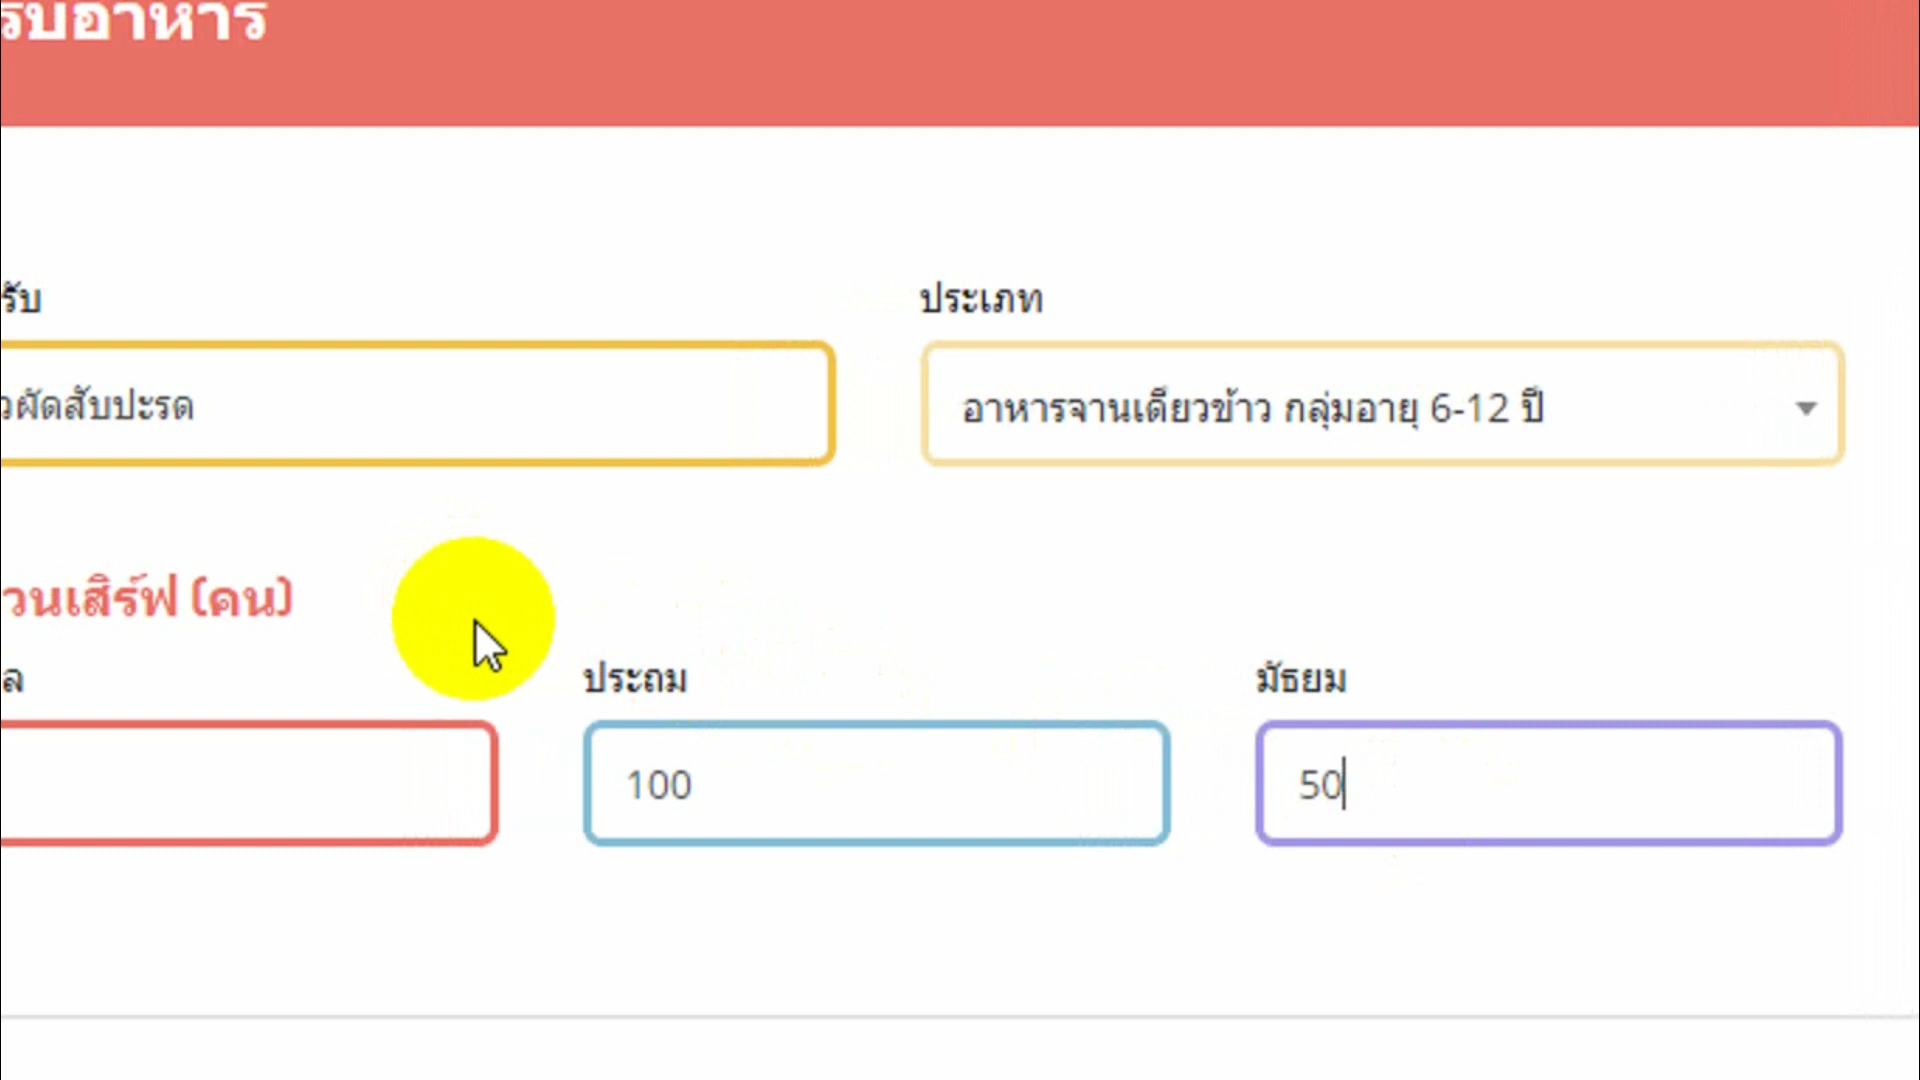 รับอาหาร
รับ
ประเภท
วผัดสับปะรด
อาหารจานเดียวข้าว กลุ่มอายุ 6-12 ปี
วนเสิร์ฟ (คน)
ล
ประถม
มัธยม
100
50